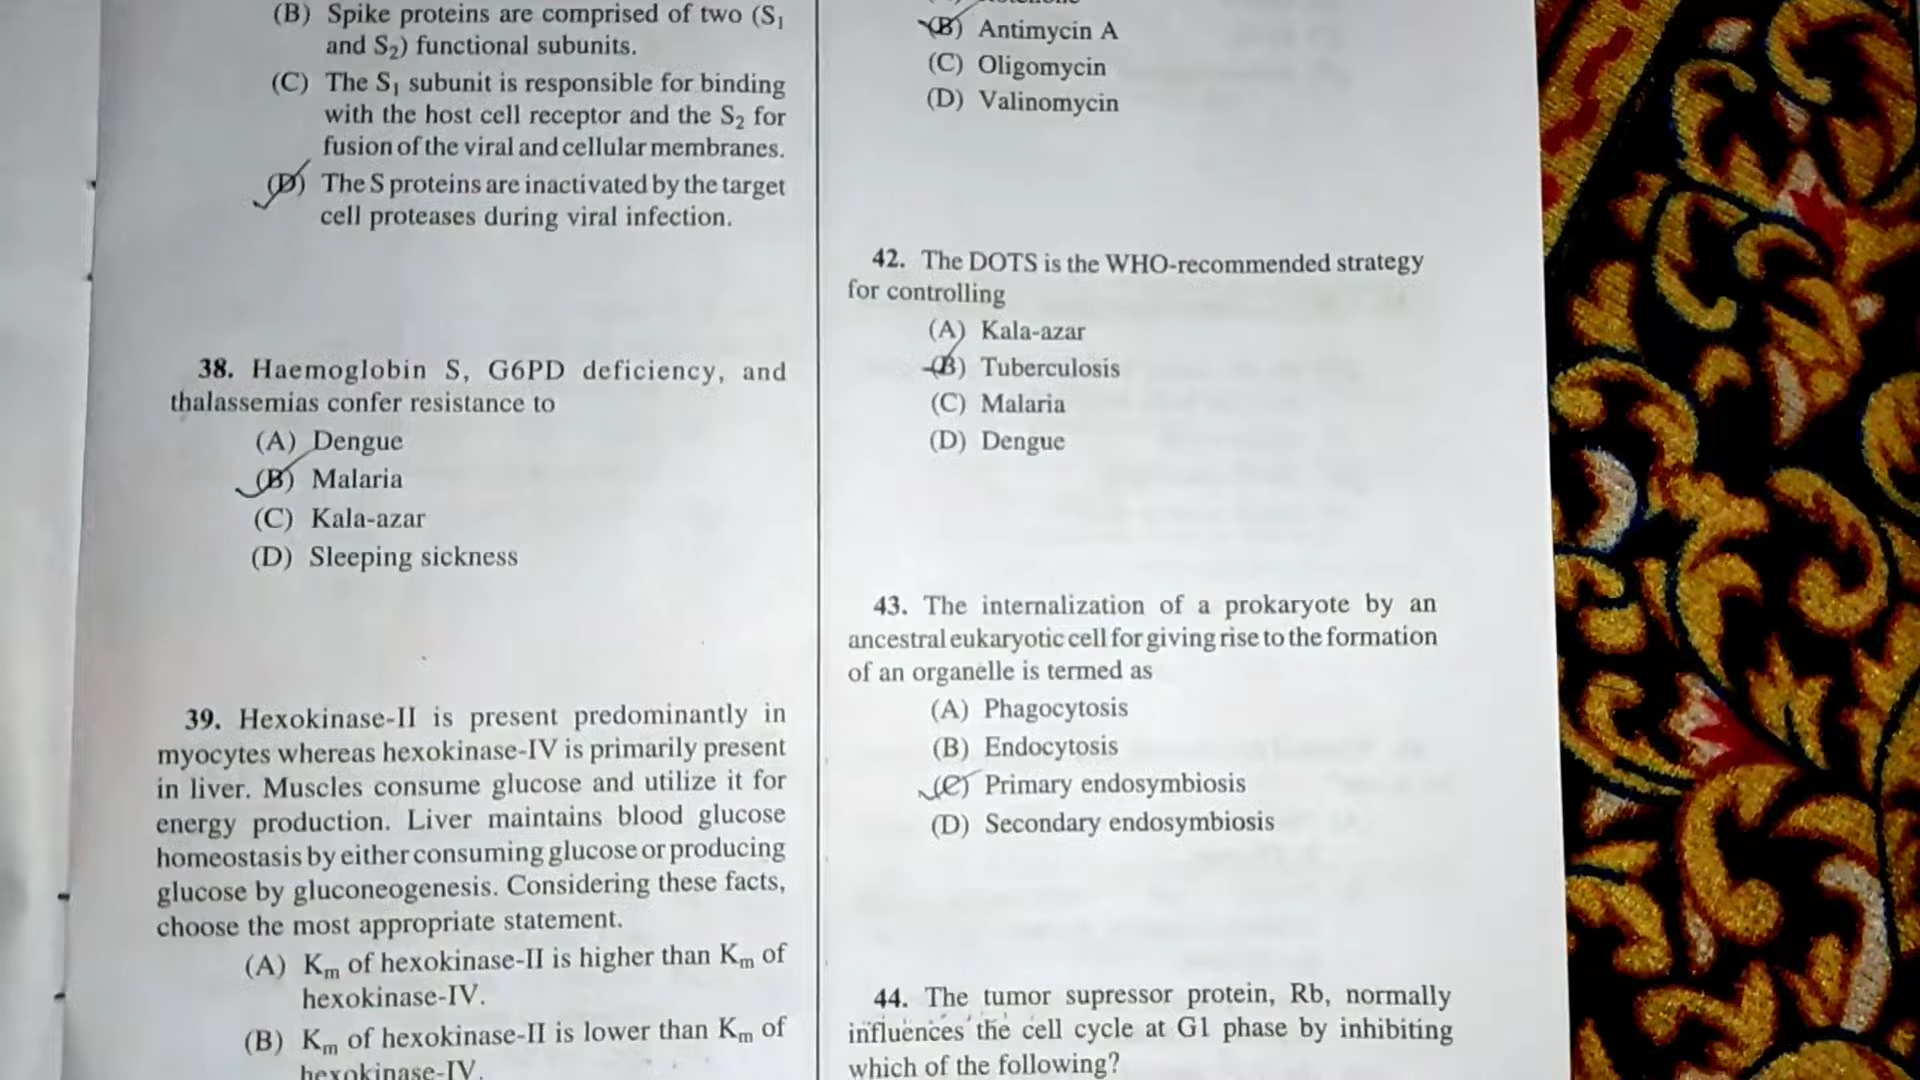 (B) Spike proteins are comprised of two (S1
and S2) functional subunits.
(C) The S1 subunit is responsible for binding
with the host cell receptor and the S2 for
fusion of the viral and cellular membranes.
(D) The S proteins are inactivated by the target
cell proteases during viral infection.
38. Haemoglobin S, G6PD deficiency, and
thalassemias confer resistance to
(A) Dengue
(B) Malaria
(C) Kala-azar
(D) Sleeping sickness
39. Hexokinase-II is present predominantly in
myocytes whereas hexokinase-IV is primarily present
in liver. Muscles consume glucose and utilize it for
energy production. Liver maintains blood glucose
homeostasis by either consuming glucose or producing
glucose by gluconeogenesis. Considering these facts,
choose the most appropriate statement.
(A) Km of hexokinase-II is higher than Km of
hexokinase-IV.
(B) Km of hexokinase-II is lower than Km of
hexokinase-IV.
(B) Antimycin A
(C) Oligomycin
(D) Valinomycin
42. The DOTS is the WHO-recommended strategy
for controlling
(A) Kala-azar
(B) Tuberculosis
(C) Malaria
(D) Dengue
43. The internalization of a prokaryote by an
ancestral eukaryotic cell for giving rise to the formation
of an organelle is termed as
(A) Phagocytosis
(B) Endocytosis
(C) Primary endosymbiosis
(D) Secondary endosymbiosis
44. The tumor supressor protein, Rb, normally
influences the cell cycle at G1 phase by inhibiting
which of the following?